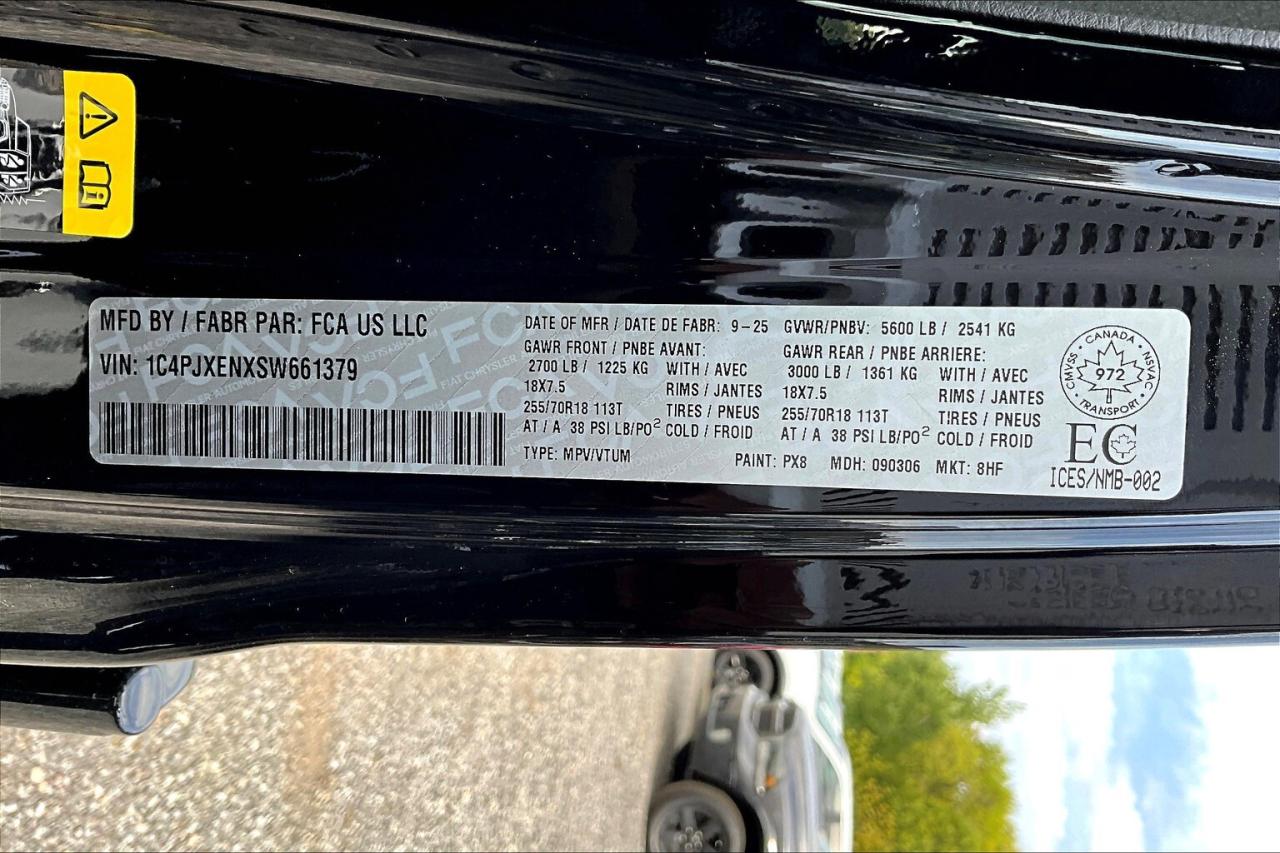 MFD BY / FABR PAR: FCA US LLC
VIN: 1C4PJXENXSW661379
DATE OF MFR / DATE DE FABR: 9-25 GVWR/PNBV: 5600 LB / 2541 KG
GAWR FRONT / PNBE AVANT:
2700 LB / 1225 KG WITH / AVEC
18X7.5 RIMS / JANTES
255/70R18 113T TIRES / PNEUS
AT / A 38 PSI LB/PO² COLD / FROID
GAWR REAR / PNBE ARRIERE:
3000 LB / 1361 KG WITH / AVEC
18X7.5 RIMS / JANTES
255/70R18 113T TIRES / PNEUS
AT / A 38 PSI LB/PO² COLD / FROID
TYPE: MPV/VTUM PAINT: PX8 MDH: 090306 MKT: 8HF
CANADA
CMVSS 972 NSVAC
TRANSPORT
EC
ICES/NMB-002